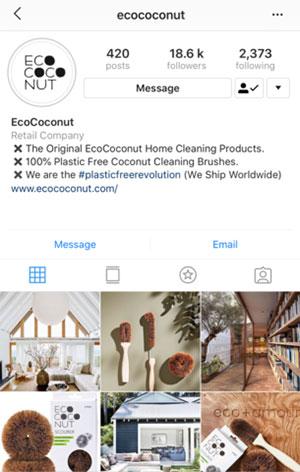 ecococonut
ECO
COCO
NUT
420
posts
18.6 k
followers
2,373
following
Message
EcoCoconut
Retail Company
❌ The Original EcoCoconut Home Cleaning Products.
❌ 100% Plastic Free Coconut Cleaning Brushes.
❌ We are the #plasticfreerevolution (We Ship Worldwide)
www.ecococonut.com/
Message
Email
ECO
COCO
NUT
SCOURER
ECO
COCO
NUT